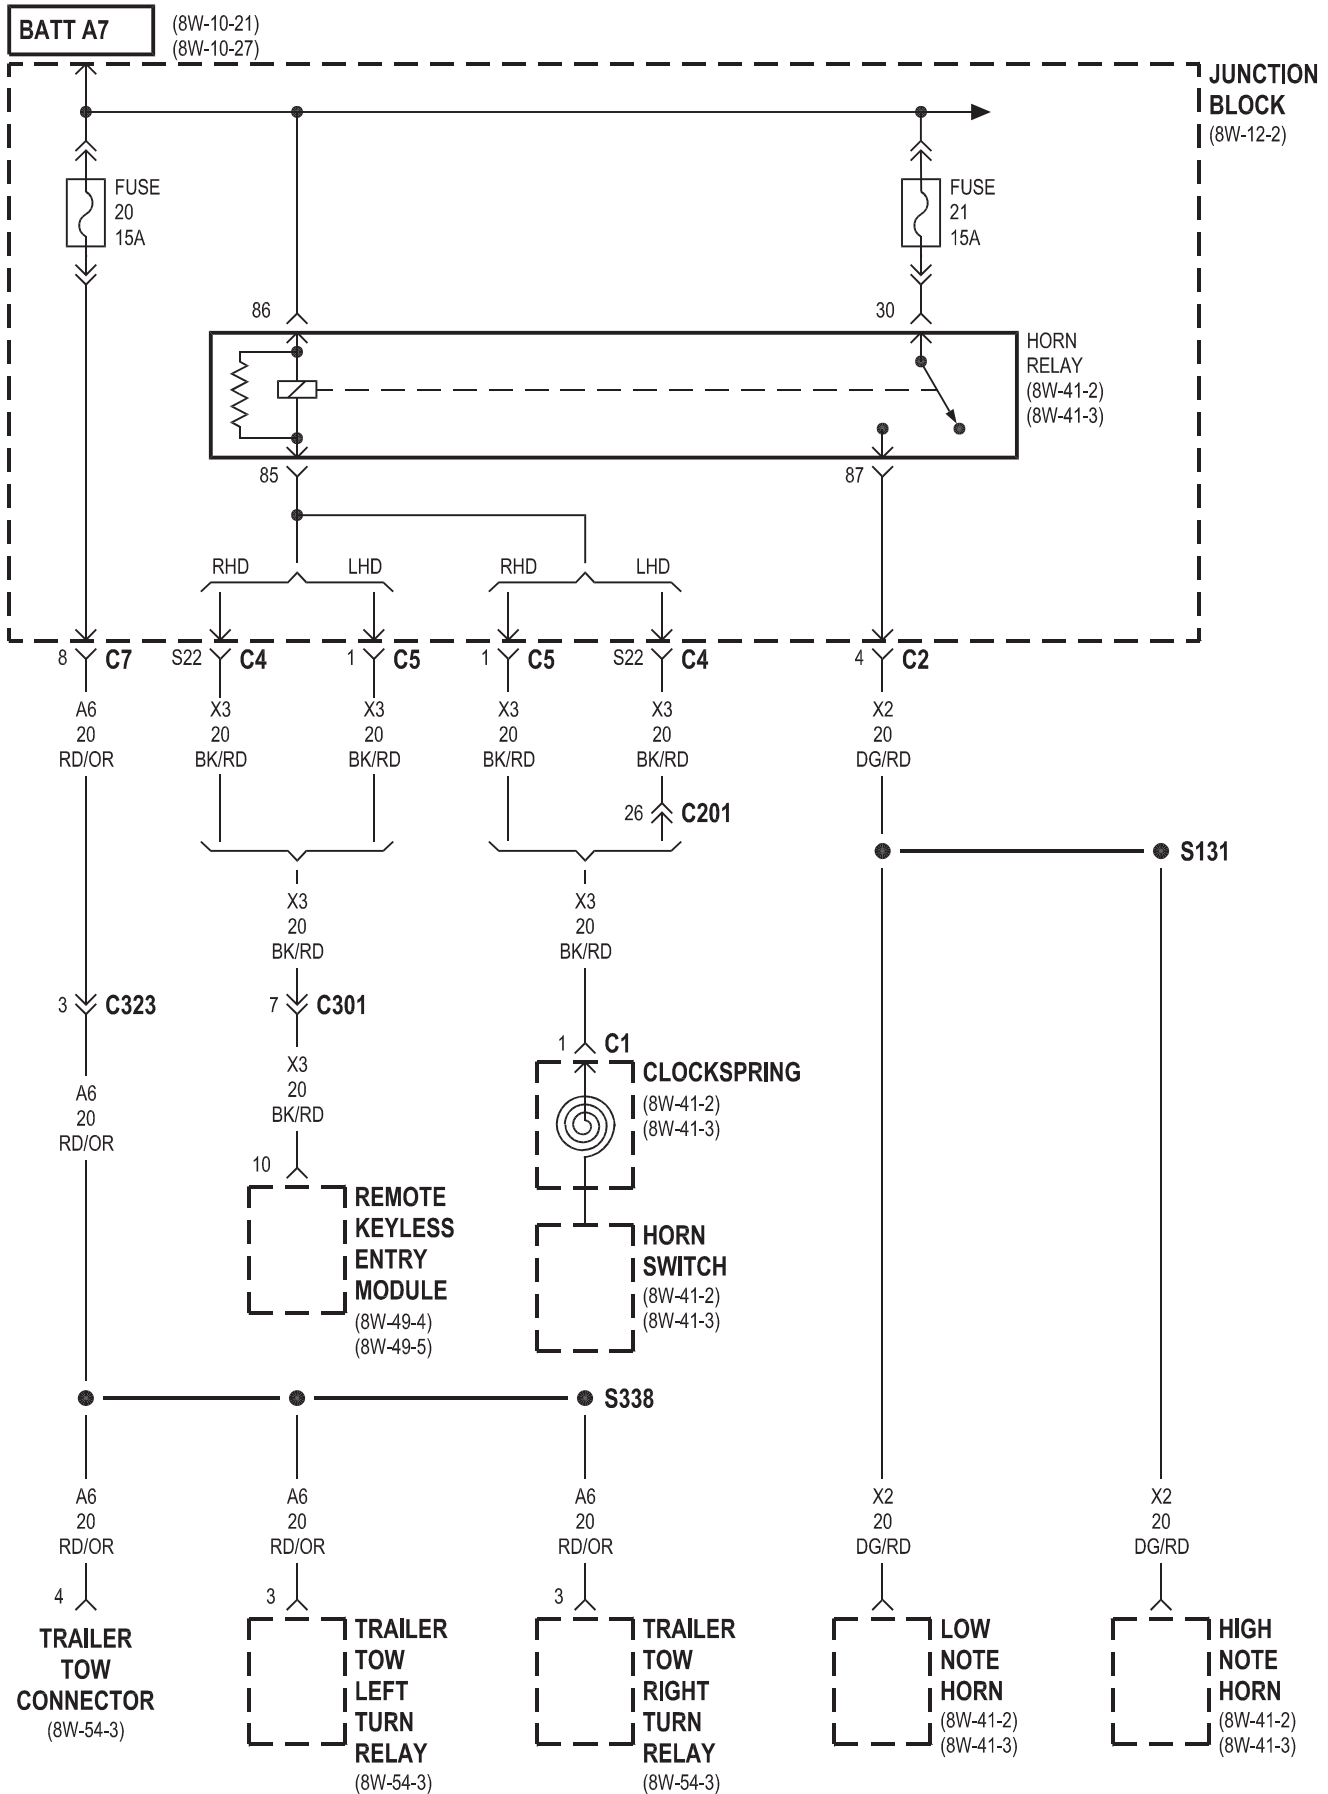 BATT A7
(8W-10-21)
(8W-10-27)
JUNCTION
BLOCK
(8W-12-2)
FUSE
20
15A
FUSE
21
15A
86
30
HORN
RELAY
(8W-41-2)
(8W-41-3)
85
87
RHD
LHD
RHD
LHD
8 C7
S22 C4
1 C5
1 C5
S22 C4
4 C2
A6
20
RD/OR
X3
20
BK/RD
X3
20
BK/RD
X3
20
BK/RD
X3
20
BK/RD
X2
20
DG/RD
26 C201
S131
X3
20
BK/RD
X3
20
BK/RD
3 C323
7 C301
1 C1
CLOCKSPRING
(8W-41-2)
(8W-41-3)
A6
20
RD/OR
X3
20
BK/RD
10
REMOTE
KEYLESS
ENTRY
MODULE
(8W-49-4)
(8W-49-5)
HORN
SWITCH
(8W-41-2)
(8W-41-3)
S338
A6
20
RD/OR
A6
20
RD/OR
A6
20
RD/OR
X2
20
DG/RD
X2
20
DG/RD
4
3
3
TRAILER
TOW
CONNECTOR
(8W-54-3)
TRAILER
TOW
LEFT
TURN
RELAY
(8W-54-3)
TRAILER
TOW
RIGHT
TURN
RELAY
(8W-54-3)
LOW
NOTE
HORN
(8W-41-2)
(8W-41-3)
HIGH
NOTE
HORN
(8W-41-2)
(8W-41-3)